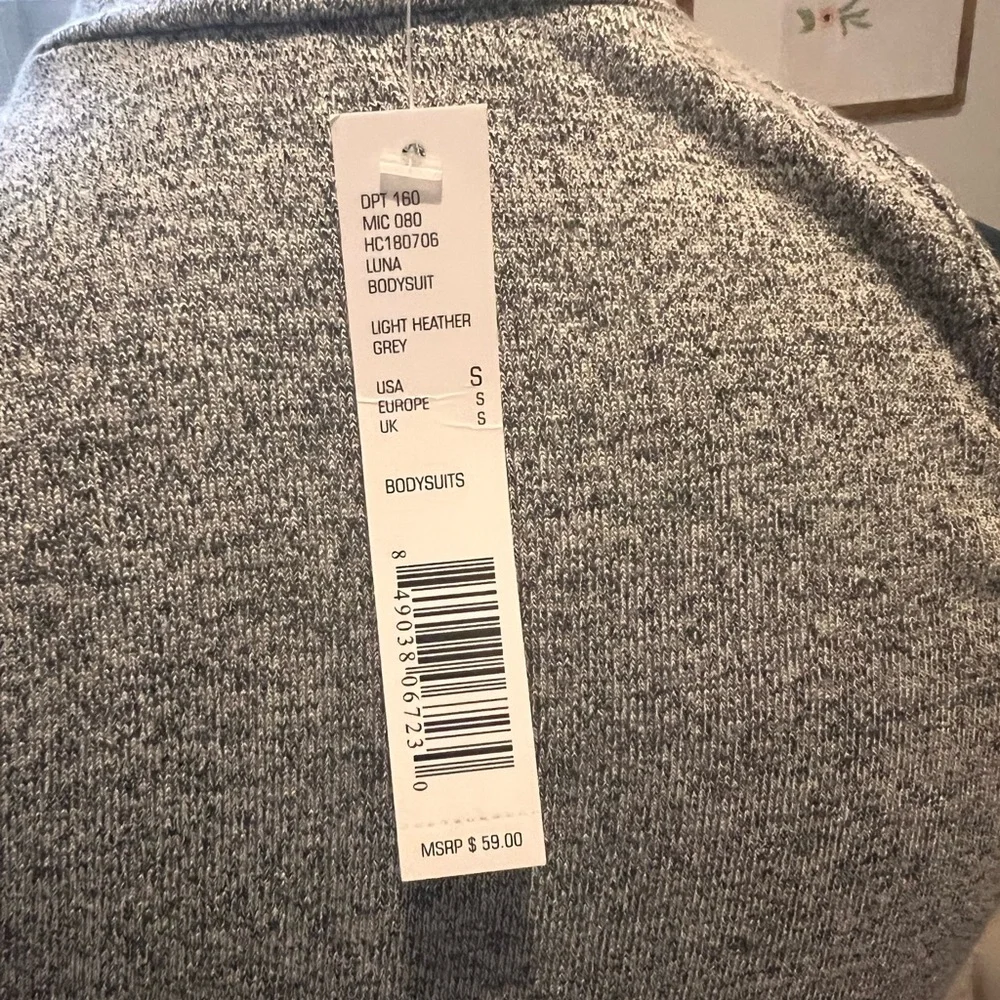 DPT 160
MIC 080
HC180706
LUNA
BODYSUIT
LIGHT HEATHER
GREY
USA S
EUROPE S
UK S
BODYSUITS
8 49038 06723 0
MSRP $ 59.00